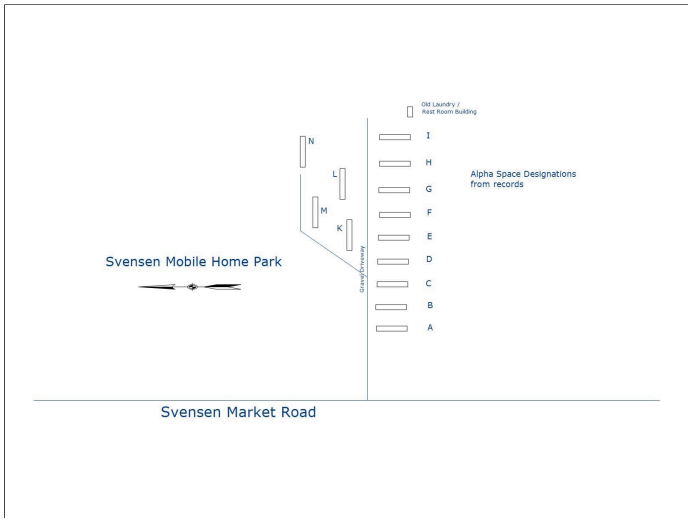 Old Laundry /
Rest Room Building
I
N
H
L
Alpha Space Designations
from records
G
M
F
K
E
Gravel Driveway
D
Svensen Mobile Home Park
C
B
A
Svensen Market Road